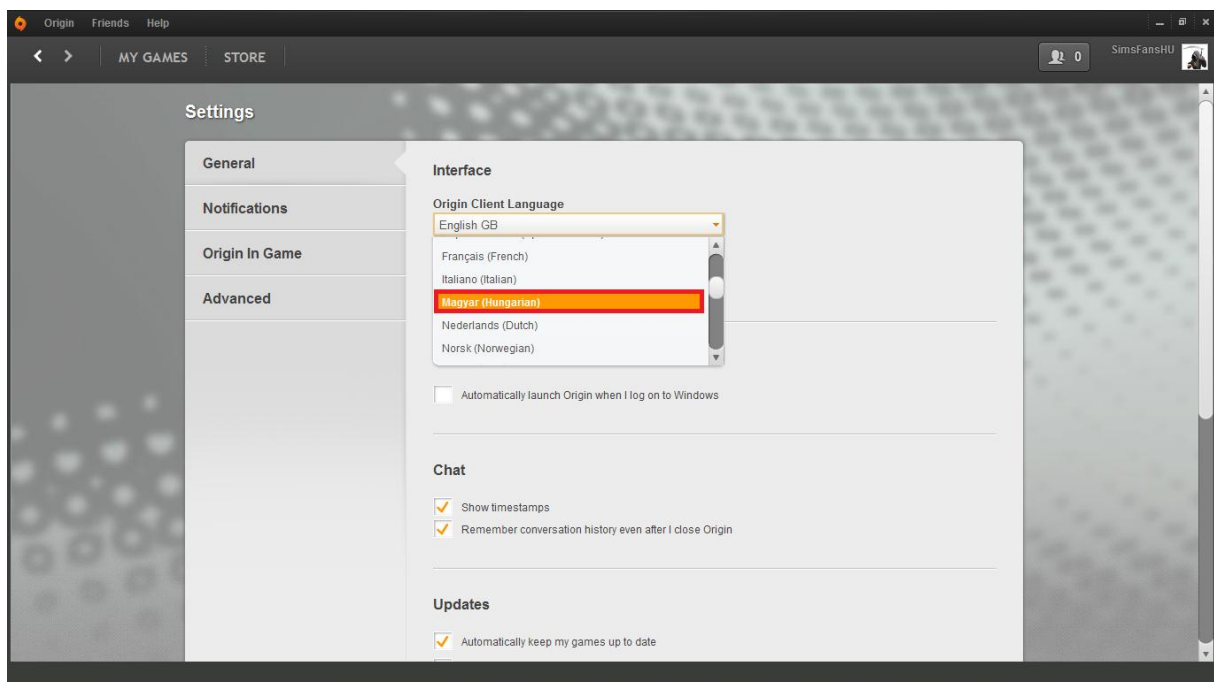 Origin Friends Help
MY GAMES STORE
0
SimsFansHU
Settings
General
Notifications
Origin In Game
Advanced
Interface
Origin Client Language
English GB
Français (French)
Italiano (Italian)
Magyar (Hungarian)
Nederlands (Dutch)
Norsk (Norwegian)
Automatically launch Origin when I log on to Windows
Chat
Show timestamps
Remember conversation history even after I close Origin
Updates
Automatically keep my games up to date